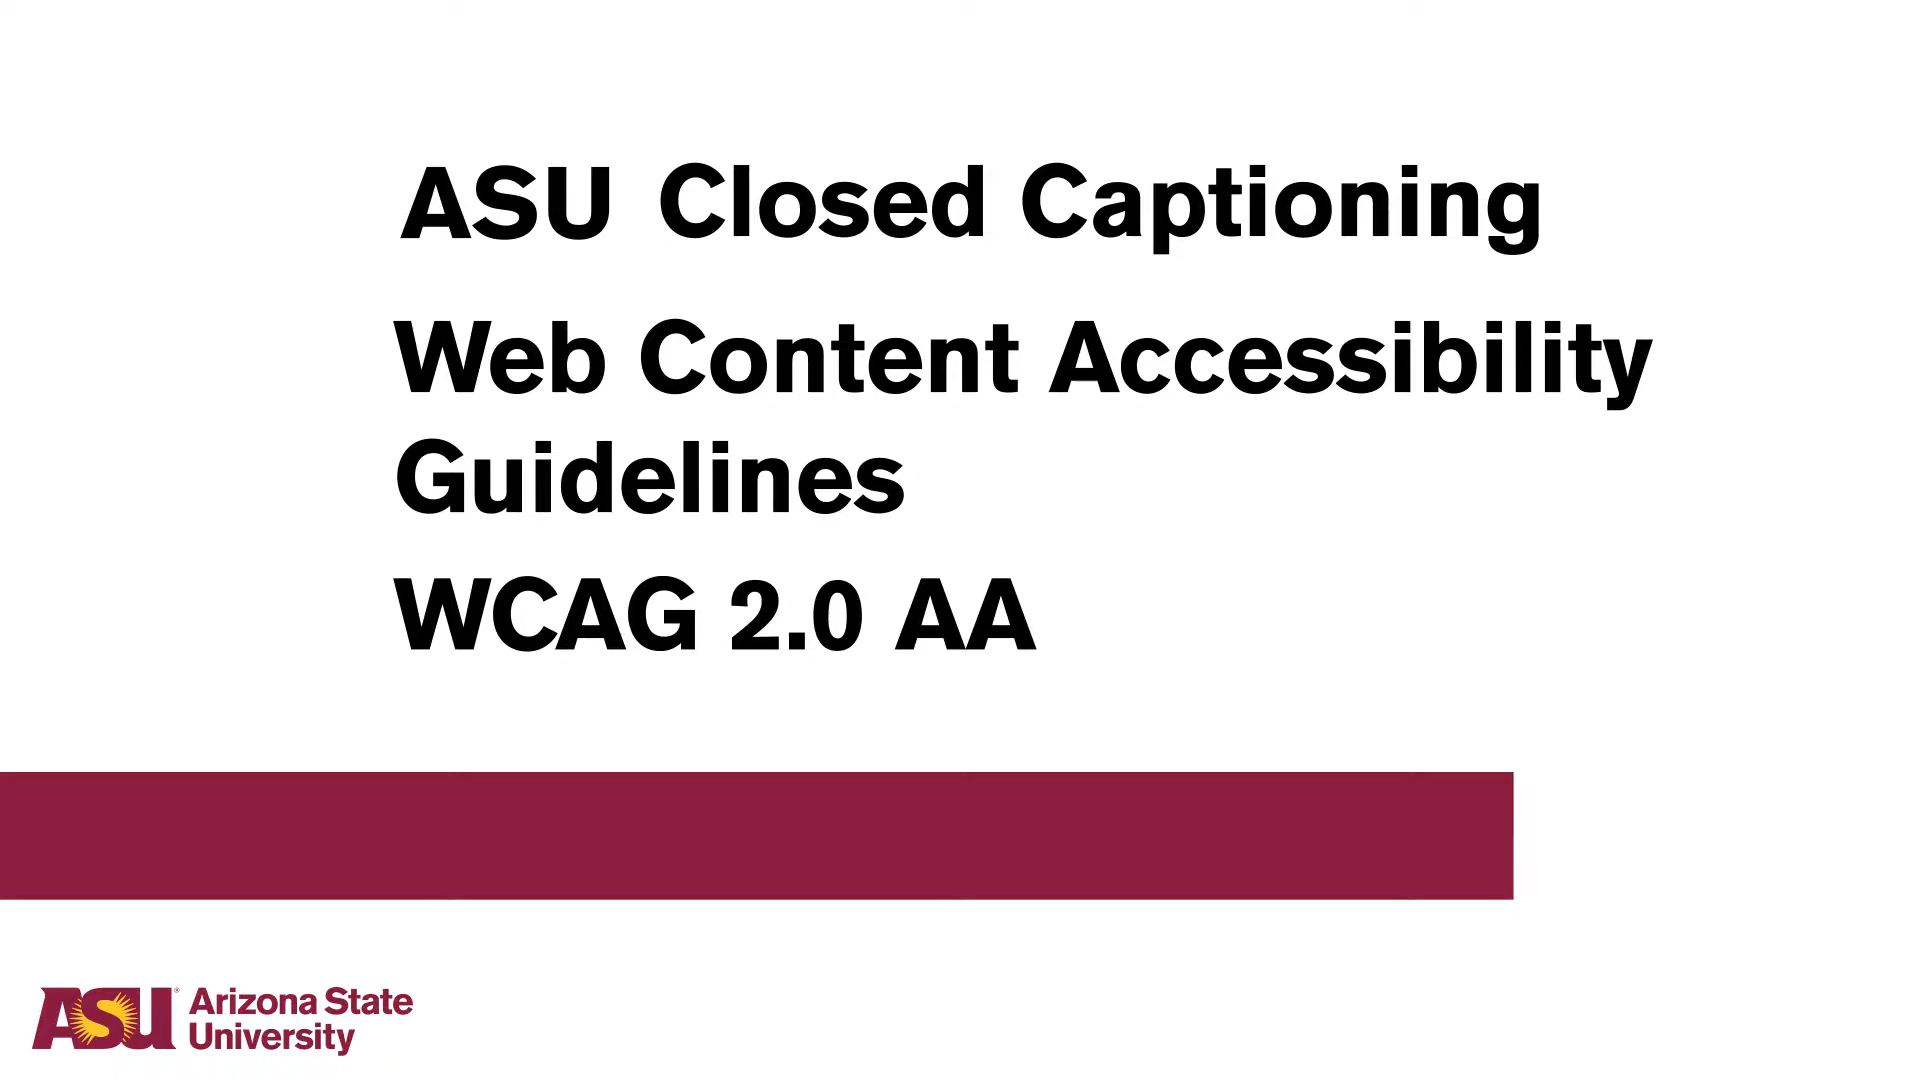 ASU Closed Captioning
Web Content Accessibility
Guidelines
WCAG 2.0 AA
ASU® Arizona State
University